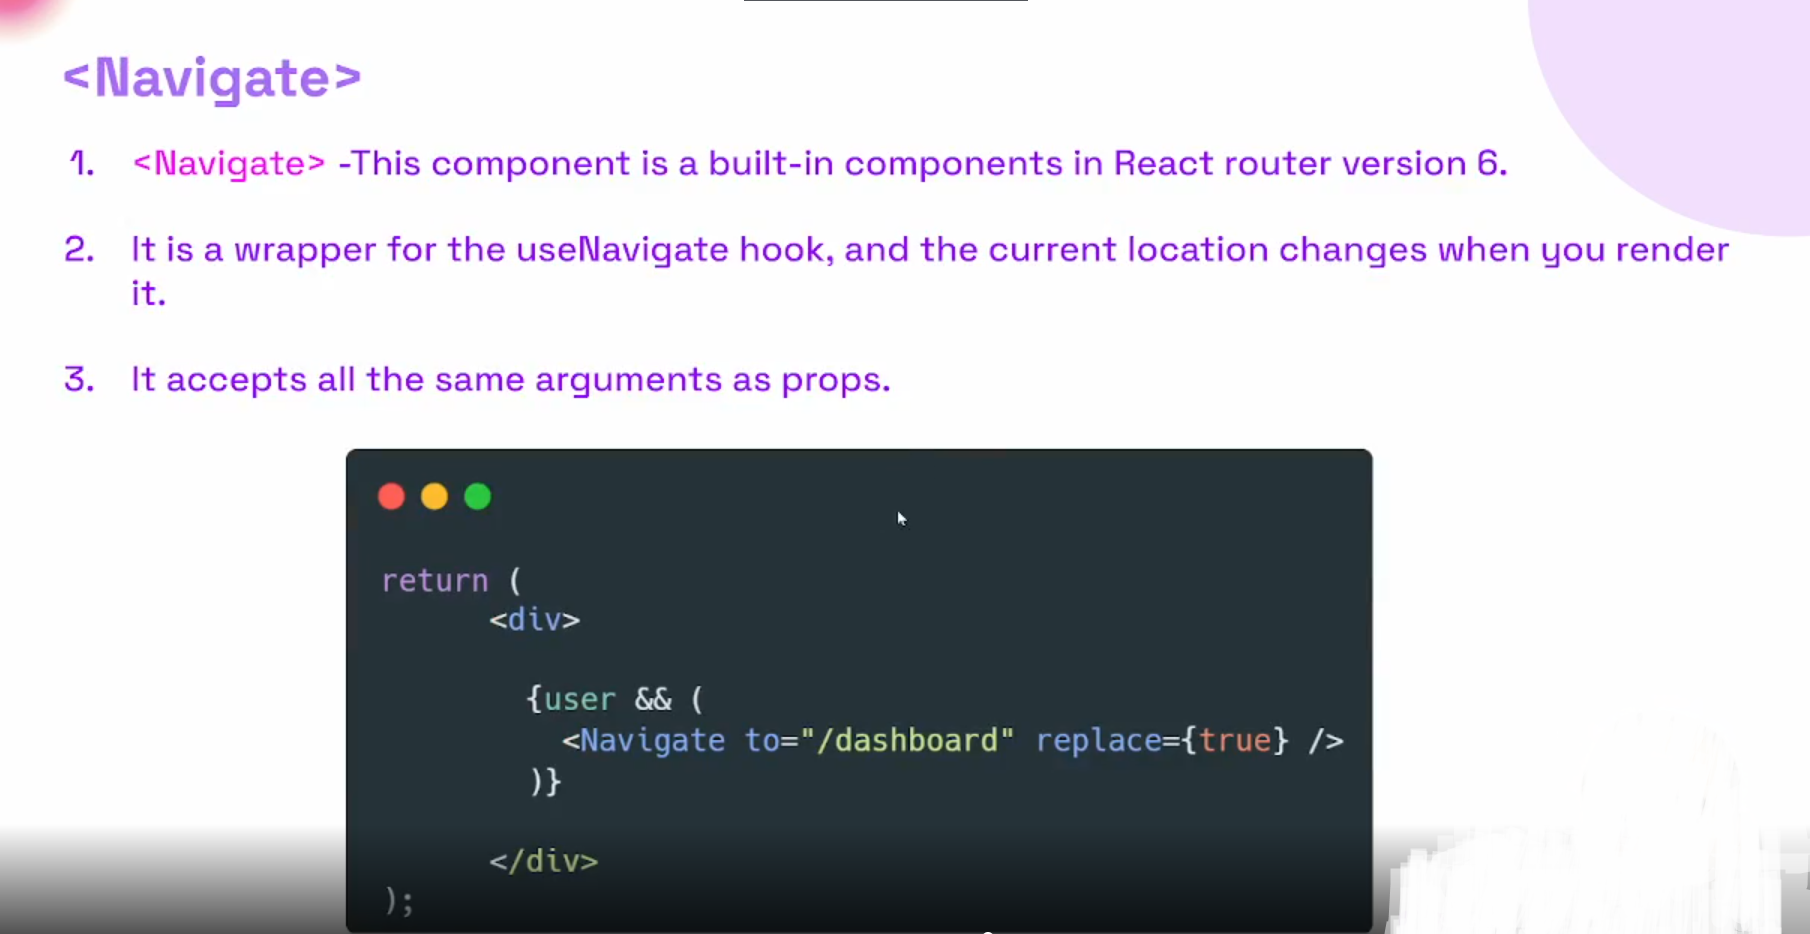 <Navigate>
1. <Navigate> -This component is a built-in components in React router version 6.
2. It is a wrapper for the useNavigate hook, and the current location changes when you render
it.
3. It accepts all the same arguments as props.
return (
<div>
{user && (
<Navigate to="/dashboard" replace={true} />
)}
</div>
);